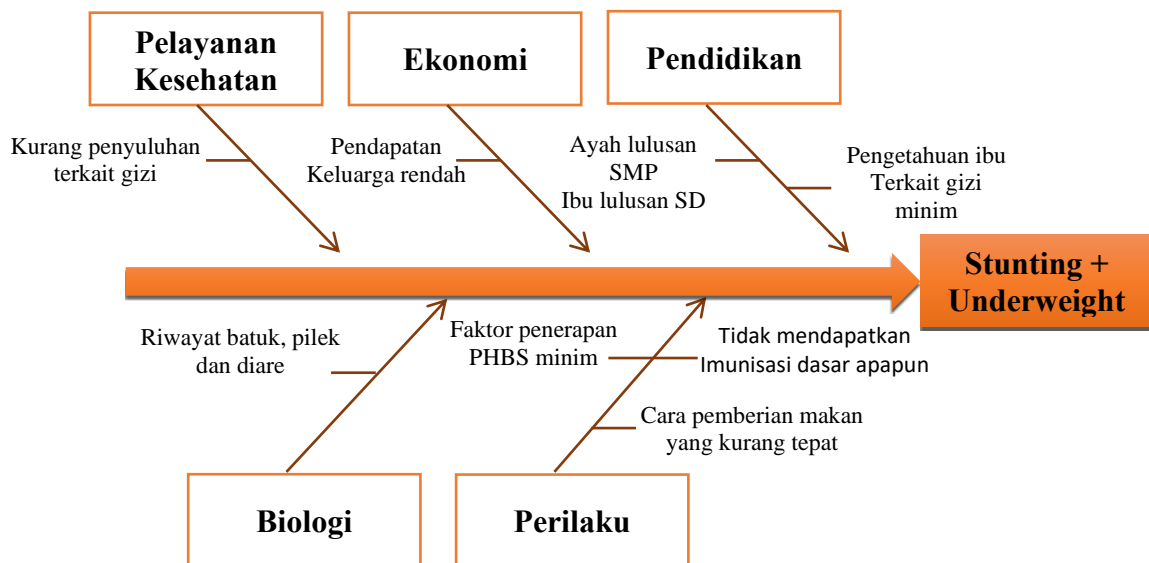 Pelayanan
Kesehatan
Ekonomi
Pendidikan
Kurang penyuluhan
terkait gizi
Pendapatan
Keluarga rendah
Ayah lulusan
SMP
Ibu lulusan SD
Pengetahuan ibu
Terkait gizi
minim
Stunting +
Underweight
Riwayat batuk, pilek
dan diare
Faktor penerapan
PHBS minim
Tidak mendapatkan
Imunisasi dasar apapun
Cara pemberian makan
yang kurang tepat
Biologi
Perilaku